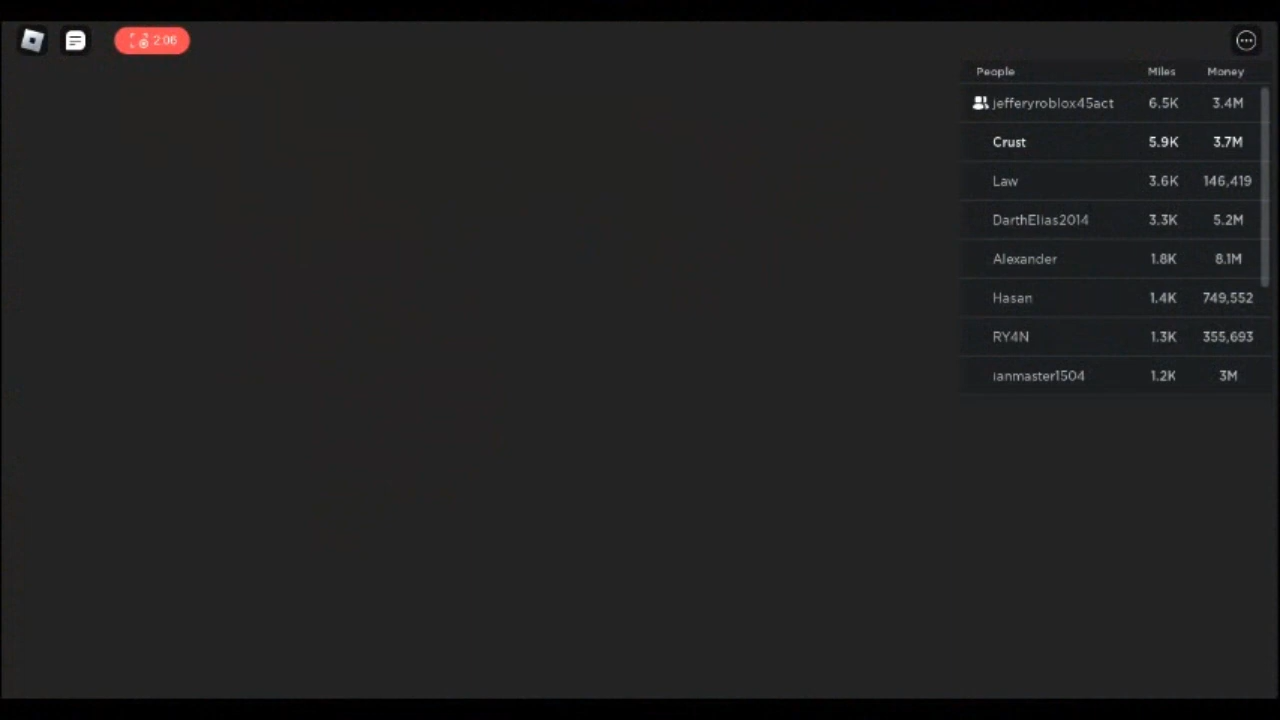 2:06
People Miles Money
jefferyroblox45act 6.5K 3.4M
Crust 5.9K 3.7M
Law 3.6K 146,419
DarthElias2014 3.3K 5.2M
Alexander 1.8K 8.1M
Hasan 1.4K 749,552
RY4N 1.3K 355,693
ianmaster1504 1.2K 3M